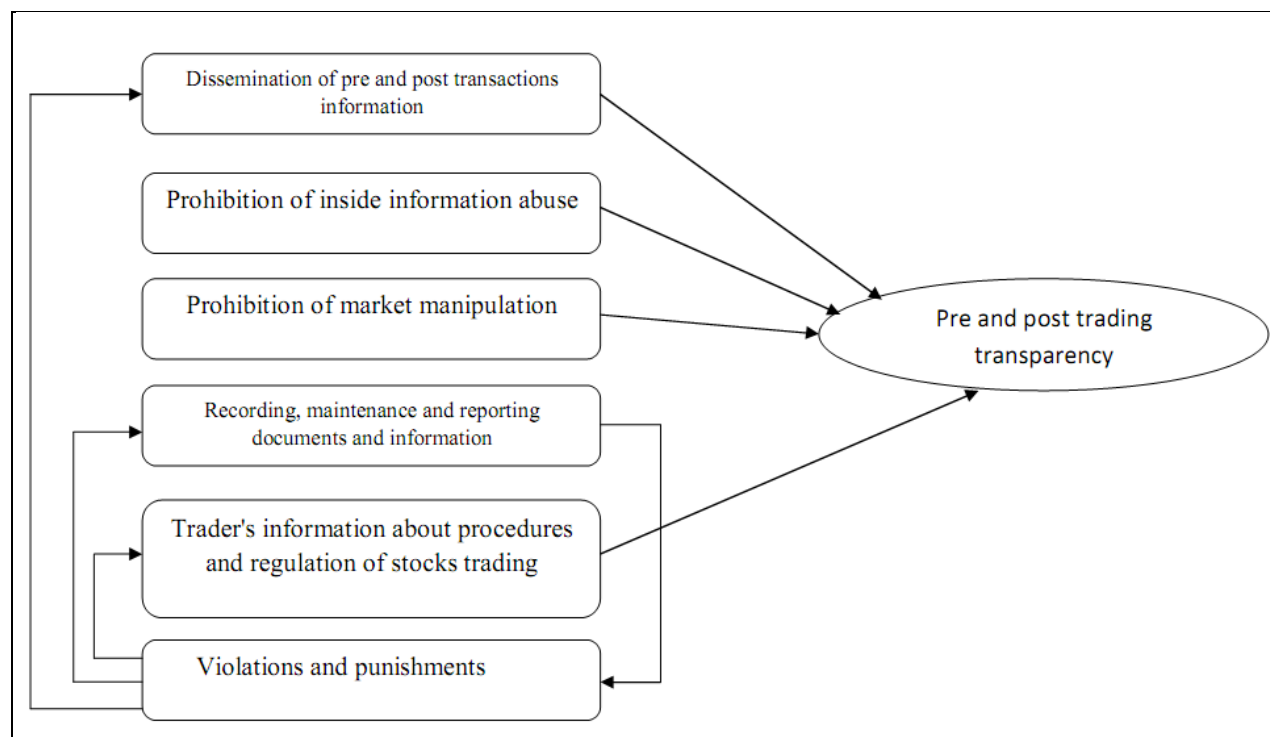 Dissemination of pre and post transactions
information
Prohibition of inside information abuse
Prohibition of market manipulation
Pre and post trading
transparency
Recording, maintenance and reporting
documents and information
Trader's information about procedures
and regulation of stocks trading
Violations and punishments